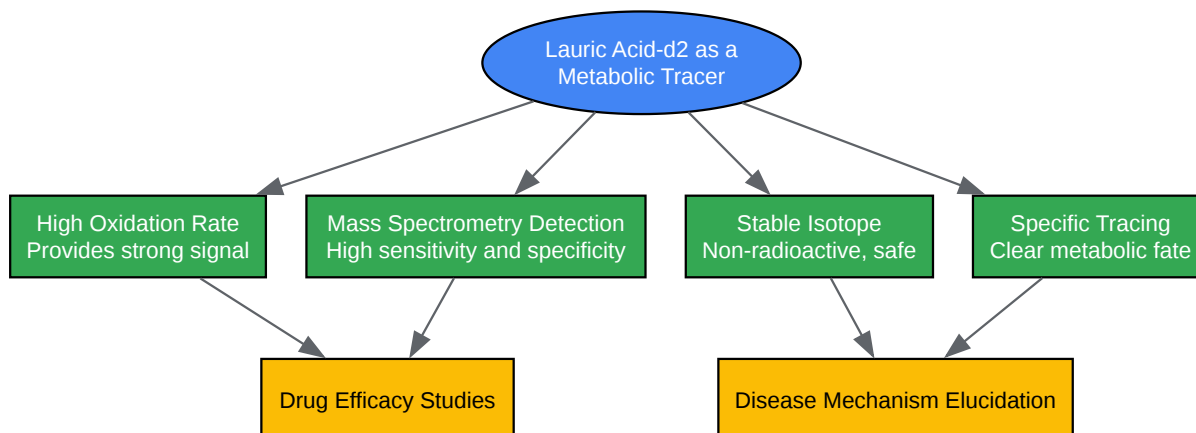 Lauric Acid-d2 as a
Metabolic Tracer
High Oxidation Rate
Provides strong signal
Mass Spectrometry Detection
High sensitivity and specificity
Stable Isotope
Non-radioactive, safe
Specific Tracing
Clear metabolic fate
Drug Efficacy Studies
Disease Mechanism Elucidation